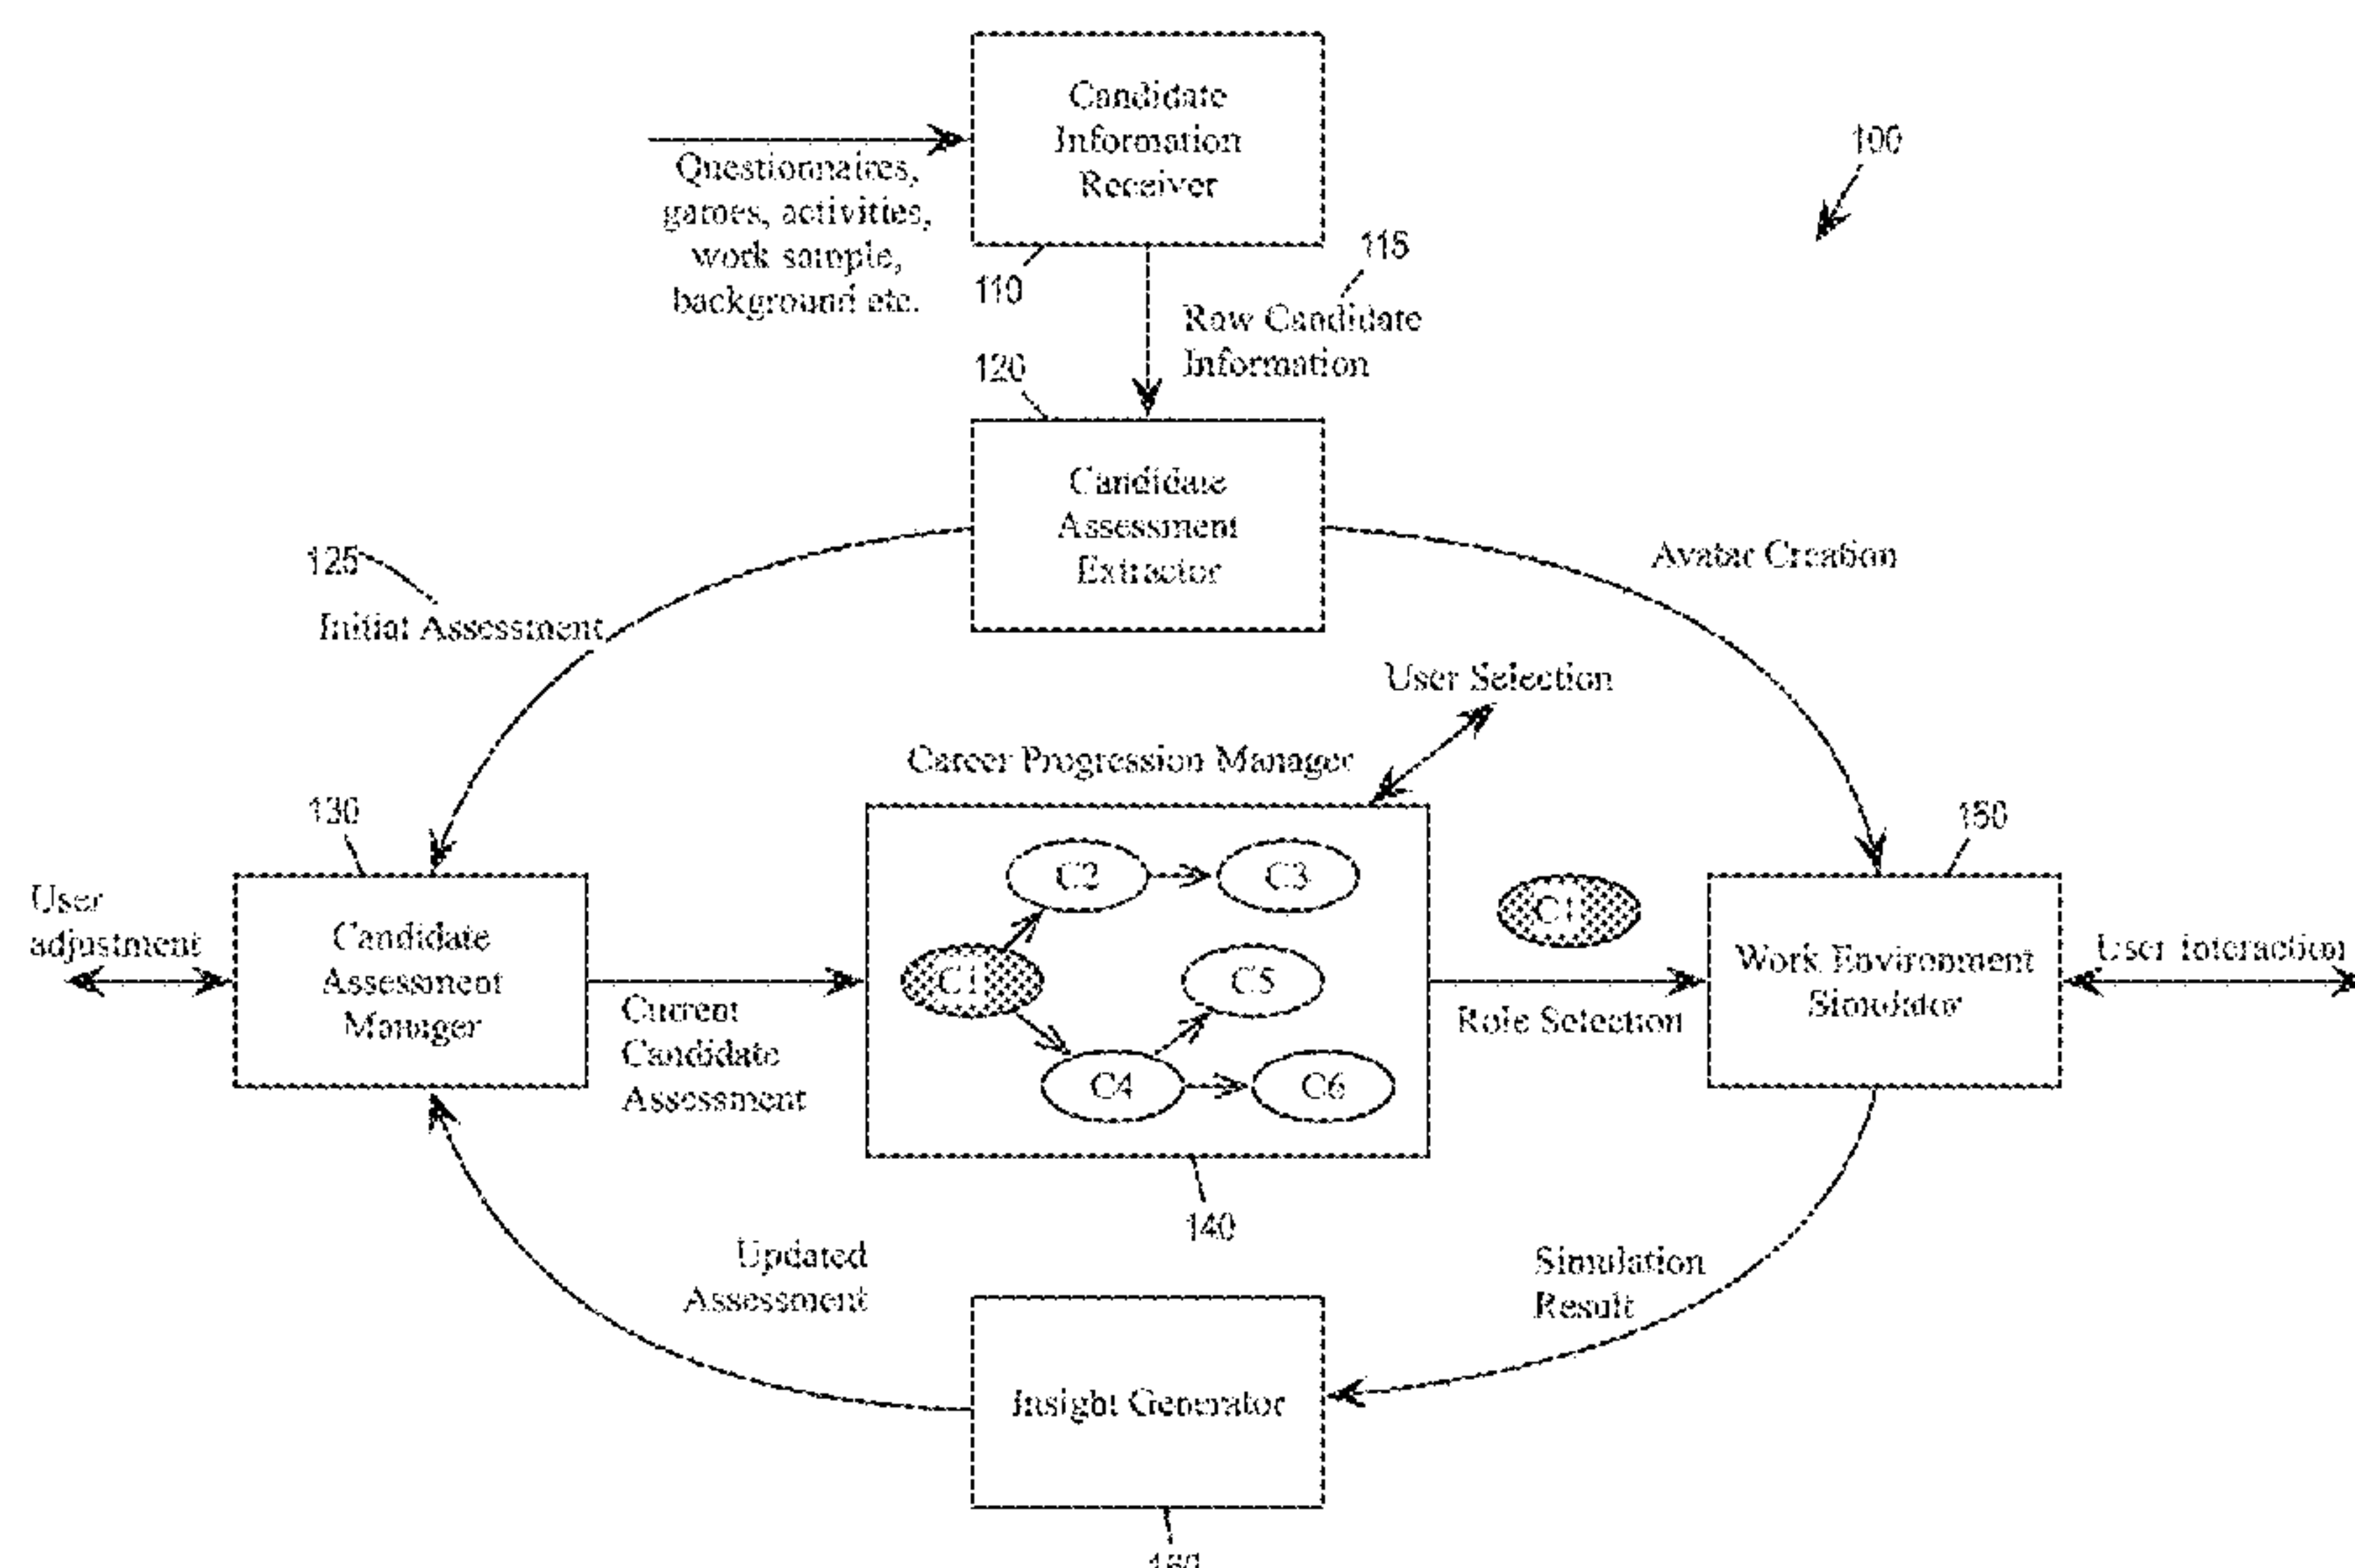 Candidate
Information
Receiver
100
Questionnaires,
games, activities,
work sample,
background etc.
110
115
Raw Candidate
Information
120
Candidate
Assessment
Extractor
125
Initial Assessment
Avatar Creation
User Selection
Career Progression Manager
130
150
User
adjustment
Candidate
Assessment
Manager
Current
Candidate
Assessment
C2
C3
C1
C5
C4
C6
C1
Role Selection
Work Environment
Simulator
User Interaction
140
Updated
Assessment
Simulation
Result
Insight Generator